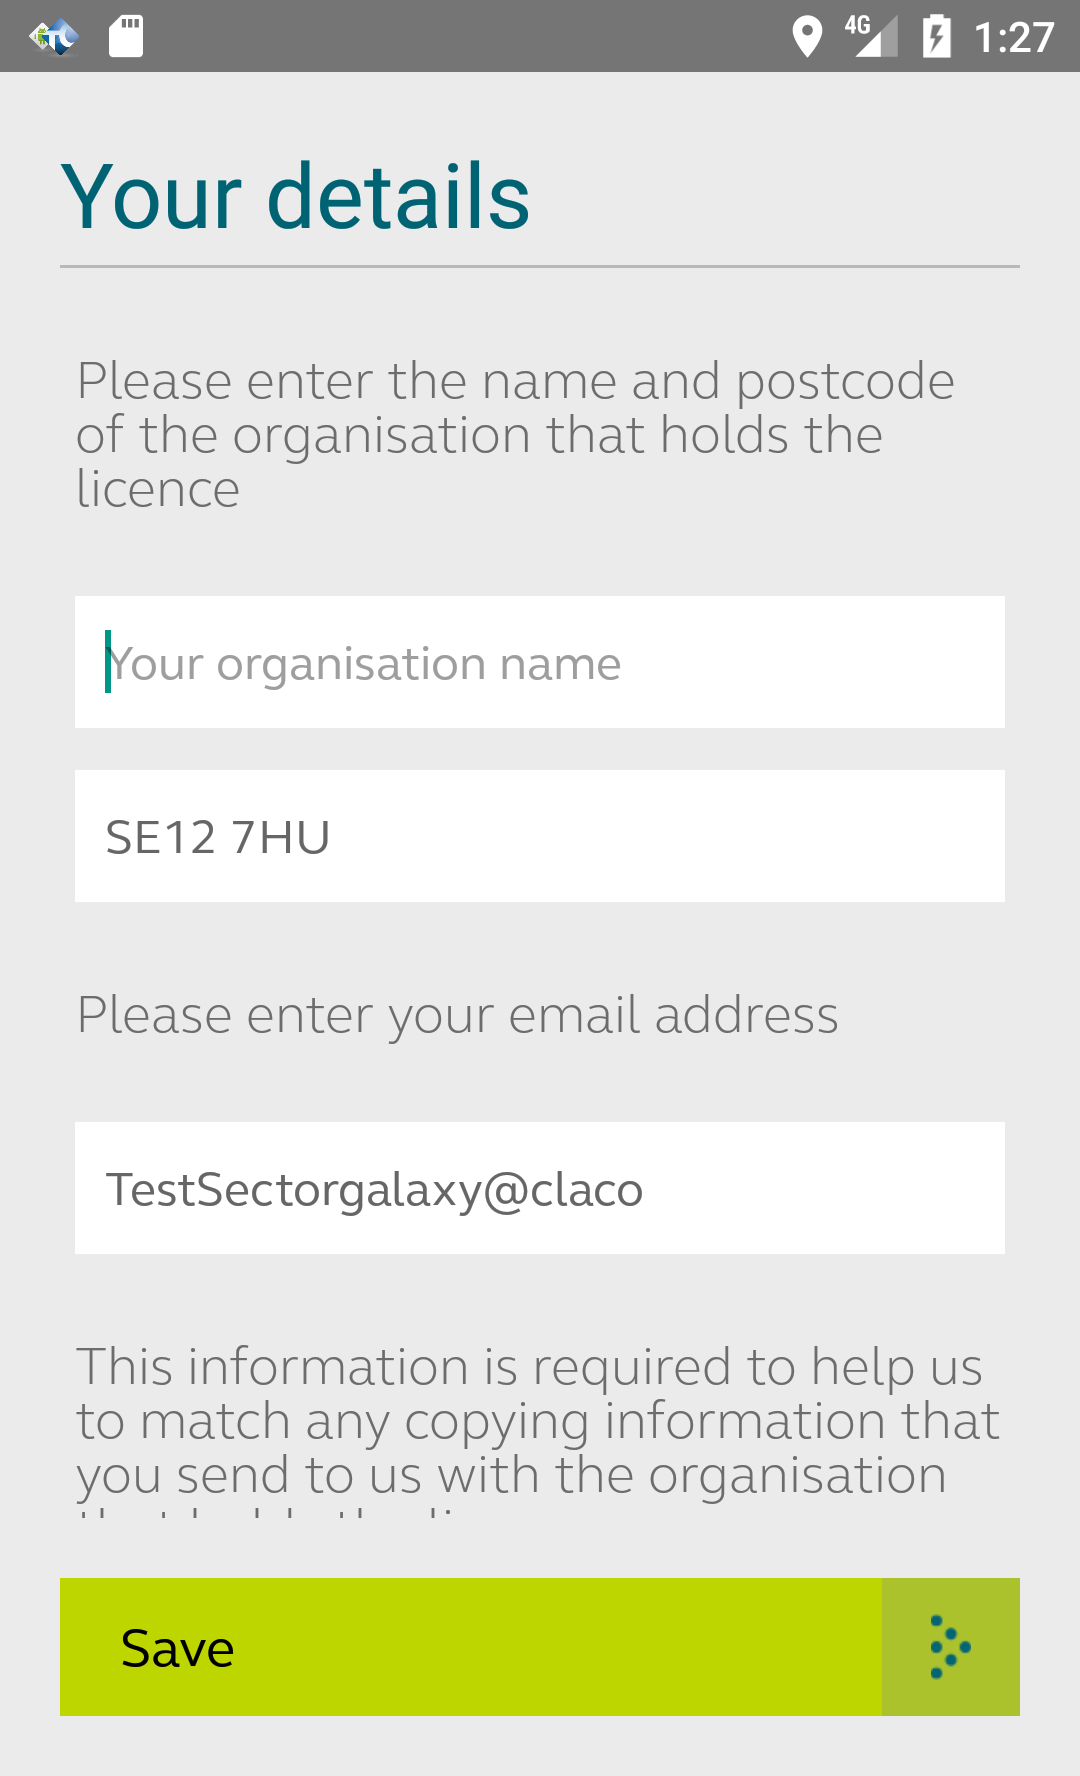 4G 1:27
Your details
Please enter the name and postcode
of the organisation that holds the
licence
Your organisation name
SE12 7HU
Please enter your email address
TestSectorgalaxy@claco
This information is required to help us
to match any copying information that
you send to us with the organisation
Save